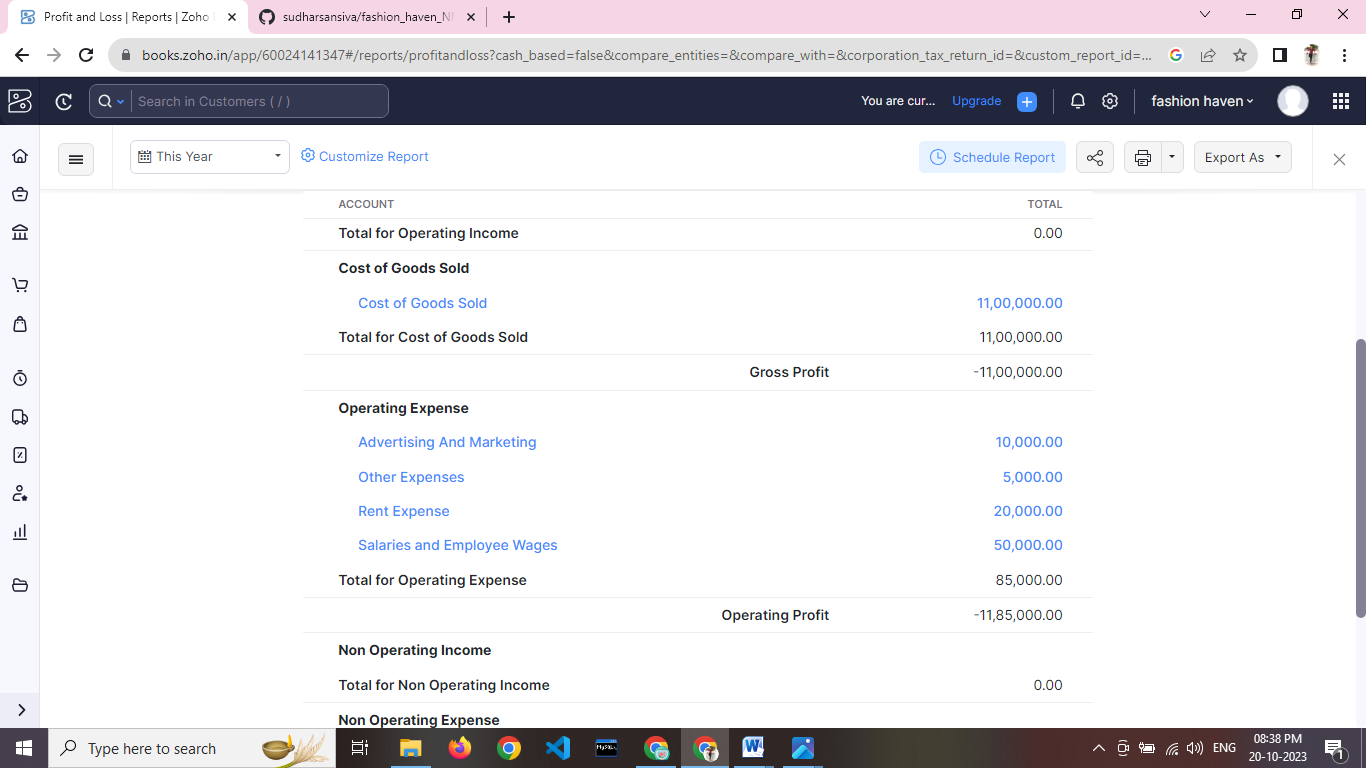 Profit and Loss | Reports | Zoho
sudharsansiva/fashion_haven_N
books.zoho.in/app/60024141347#/reports/profitandloss?cash_based=false&compare_entities=&compare_with=&corporation_tax_return_id=&custom_report_id=...
Search in Customers ( / )
You are cur...
Upgrade
fashion haven
This Year
Customize Report
Schedule Report
Export As
ACCOUNT TOTAL
Total for Operating Income 0.00
Cost of Goods Sold
Cost of Goods Sold 11,00,000.00
Total for Cost of Goods Sold 11,00,000.00
Gross Profit -11,00,000.00
Operating Expense
Advertising And Marketing 10,000.00
Other Expenses 5,000.00
Rent Expense 20,000.00
Salaries and Employee Wages 50,000.00
Total for Operating Expense 85,000.00
Operating Profit -11,85,000.00
Non Operating Income
Total for Non Operating Income 0.00
Non Operating Expense
Type here to search
MySQL
ENG
08:38 PM
20-10-2023
1